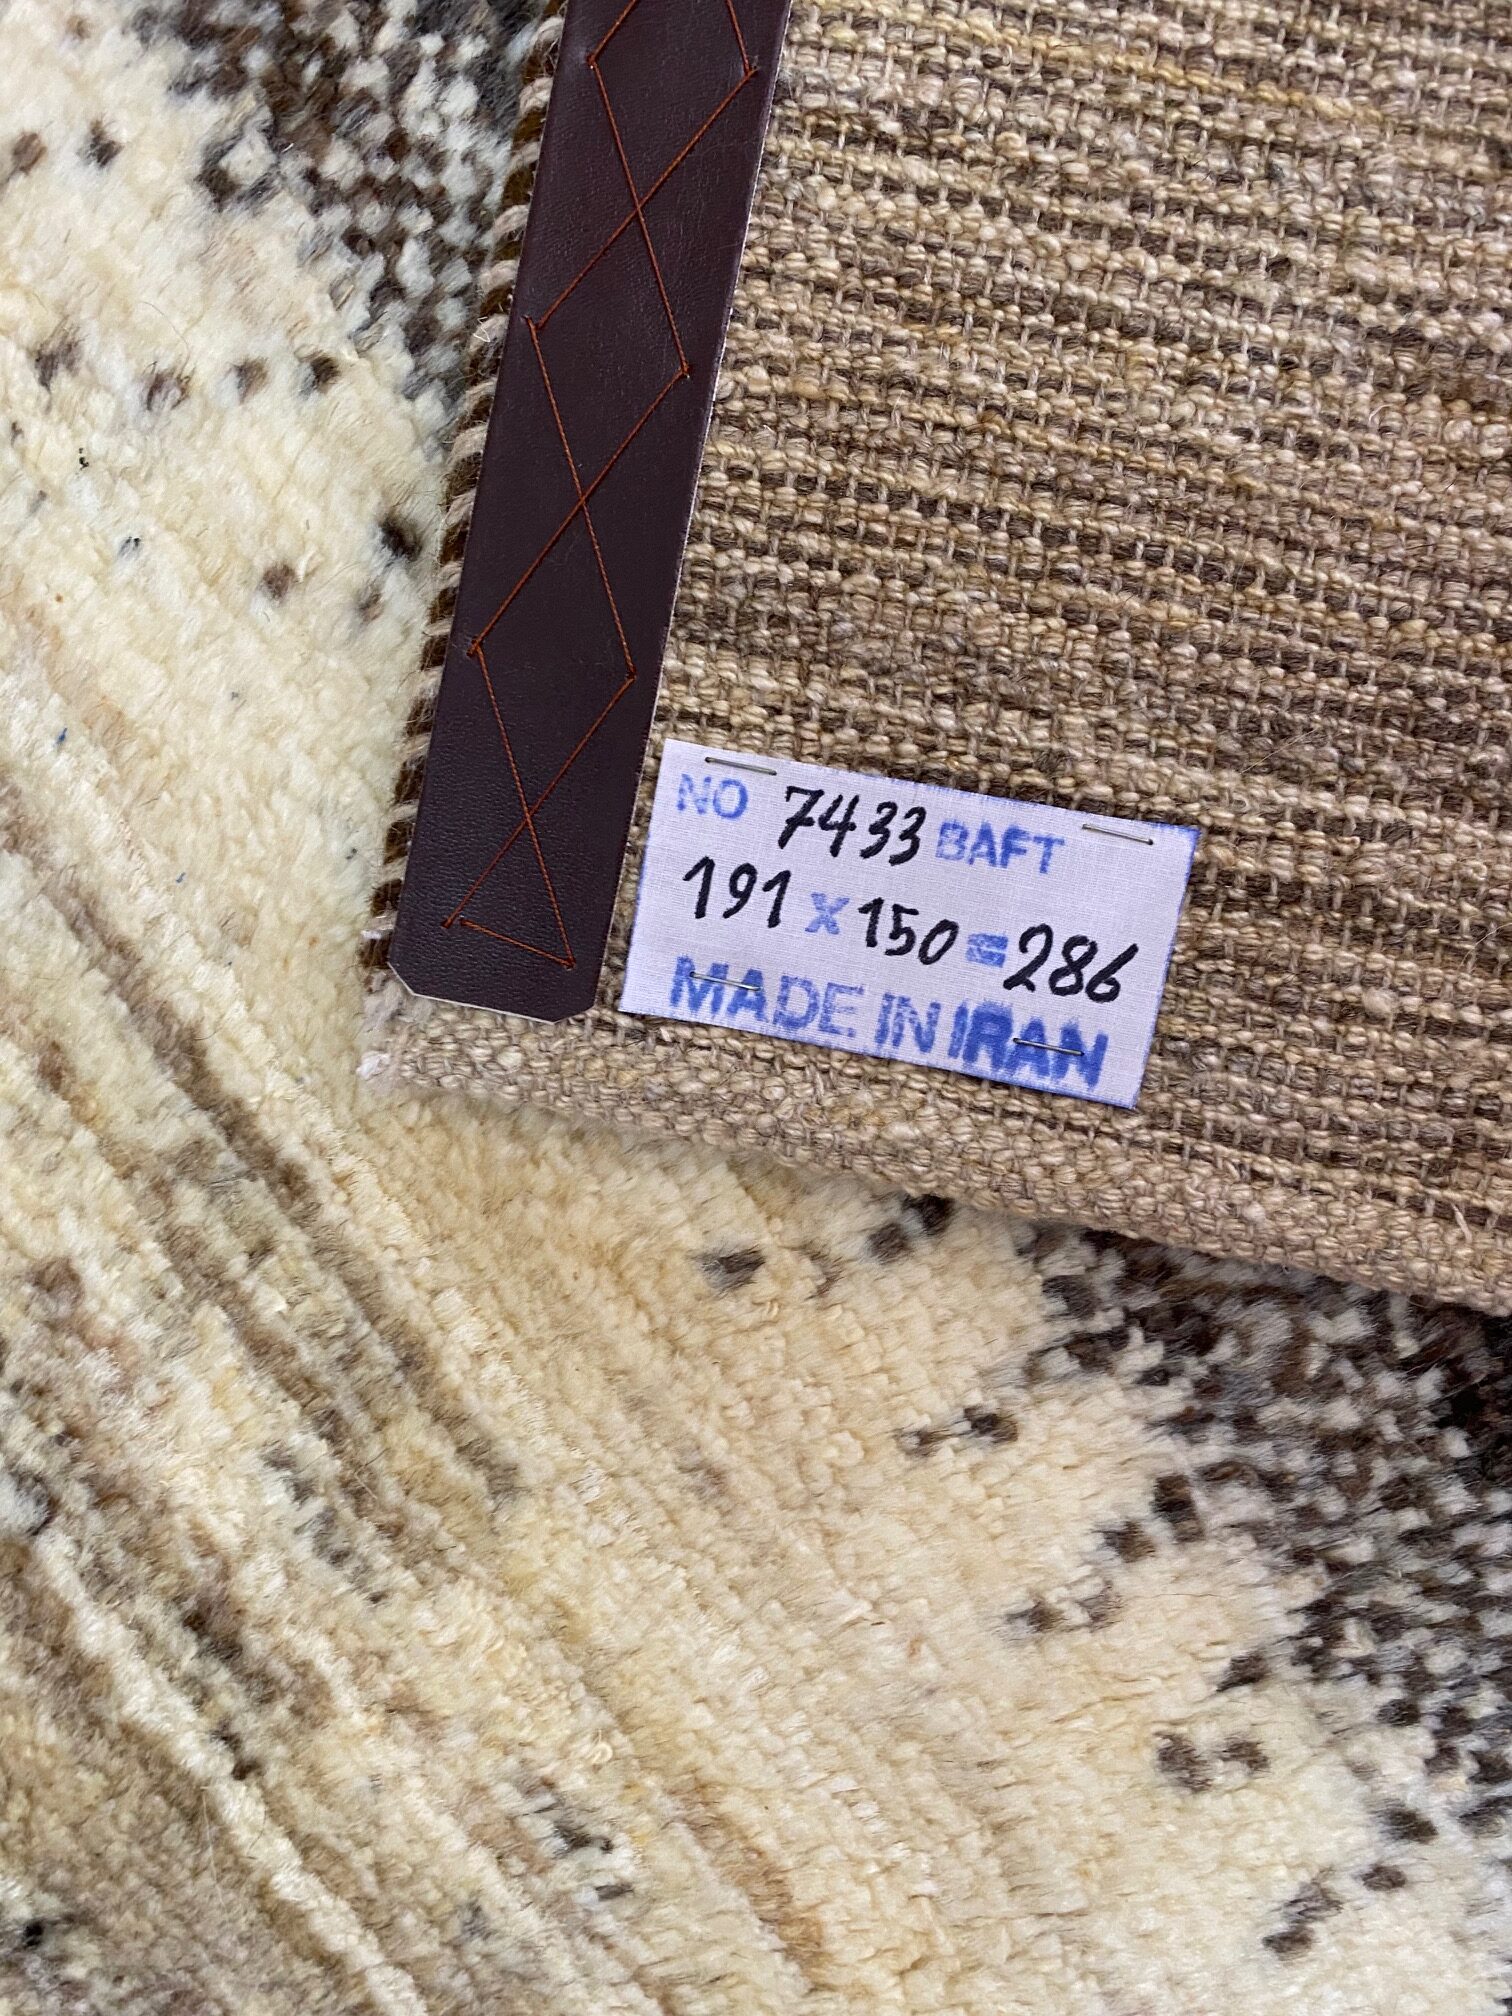 NO 7433 BAFT
191 x 150 = 286
MADE IN IRAN